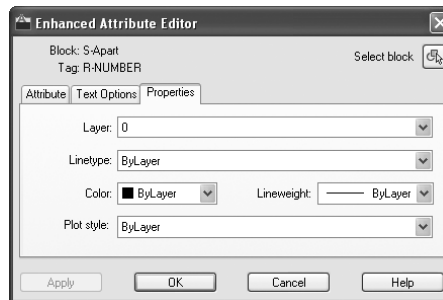 Enhanced Attribute Editor
Block: S-Apart
Tag: R-NUMBER
Select block
Attribute Text Options Properties
Layer: 0
Linetype: ByLayer
Color: ByLayer Lineweight: ByLayer
Plot style: ByLayer
Apply OK Cancel Help